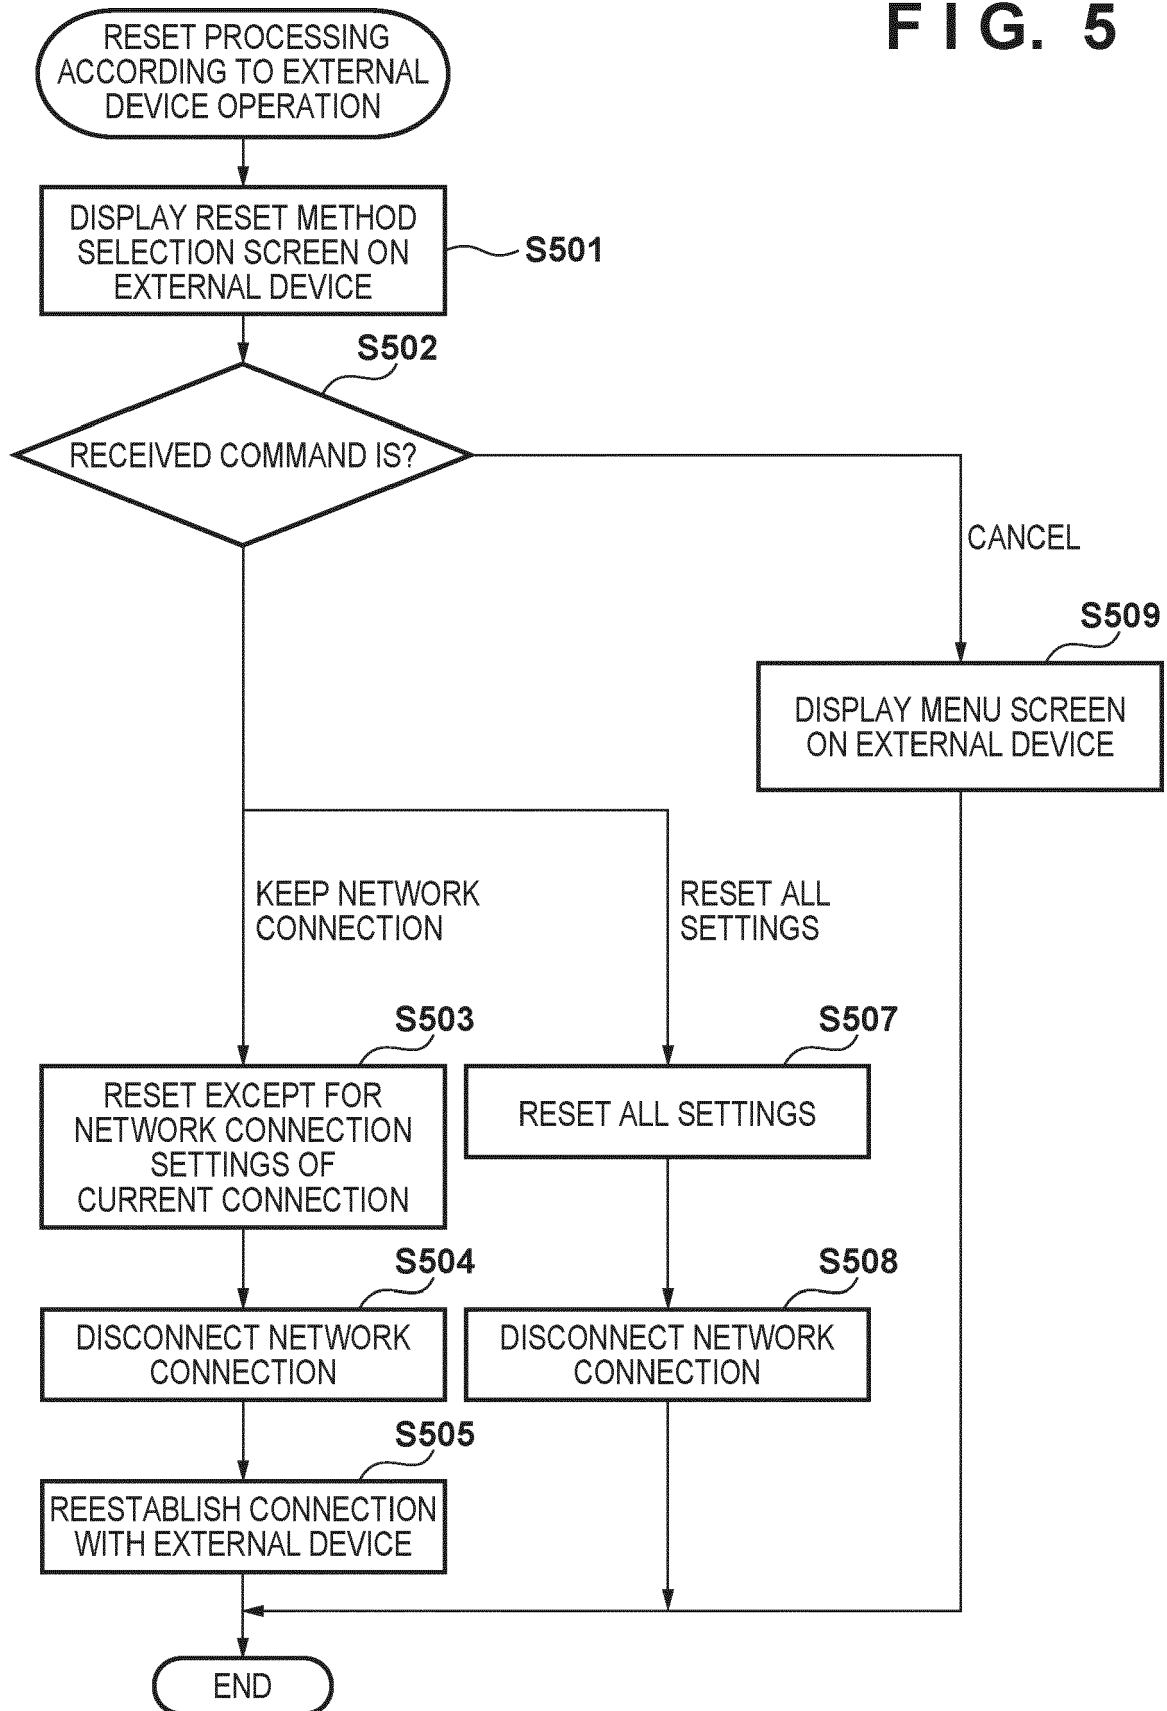 FIG. 5
RESET PROCESSING
ACCORDING TO EXTERNAL
DEVICE OPERATION
DISPLAY RESET METHOD
SELECTION SCREEN ON
EXTERNAL DEVICE
S501
S502
RECEIVED COMMAND IS?
CANCEL
S509
DISPLAY MENU SCREEN
ON EXTERNAL DEVICE
KEEP NETWORK
CONNECTION
RESET ALL
SETTINGS
S503
RESET EXCEPT FOR
NETWORK CONNECTION
SETTINGS OF
CURRENT CONNECTION
S507
RESET ALL SETTINGS
S504
DISCONNECT NETWORK
CONNECTION
S508
DISCONNECT NETWORK
CONNECTION
S505
REESTABLISH CONNECTION
WITH EXTERNAL DEVICE
END